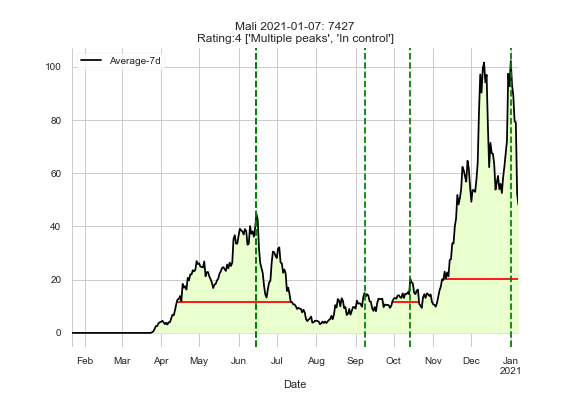 Mali 2021-01-07: 7427
Rating:4 ['Multiple peaks', 'In control']
Average-7d
100
80
60
40
20
0
Feb Mar Apr May Jun Jul Aug Sep Oct Nov Dec Jan
2021
Date